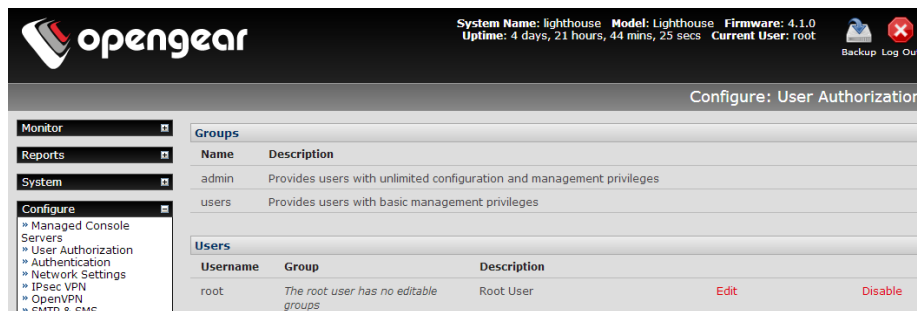 opengear
System Name: lighthouse Model: Lighthouse Firmware: 4.1.0
Uptime: 4 days, 21 hours, 44 mins, 25 secs Current User: root
Backup Log Ou
Configure: User Authorization
Monitor
Reports
System
Configure
» Managed Console
Servers
» User Authorization
» Authentication
» Network Settings
» IPsec VPN
» OpenVPN
» SMTP & SMS
Groups
Name Description
admin Provides users with unlimited configuration and management privileges
users Provides users with basic management privileges
Users
Username Group Description
root The root user has no editable Root User Edit Disable
groups